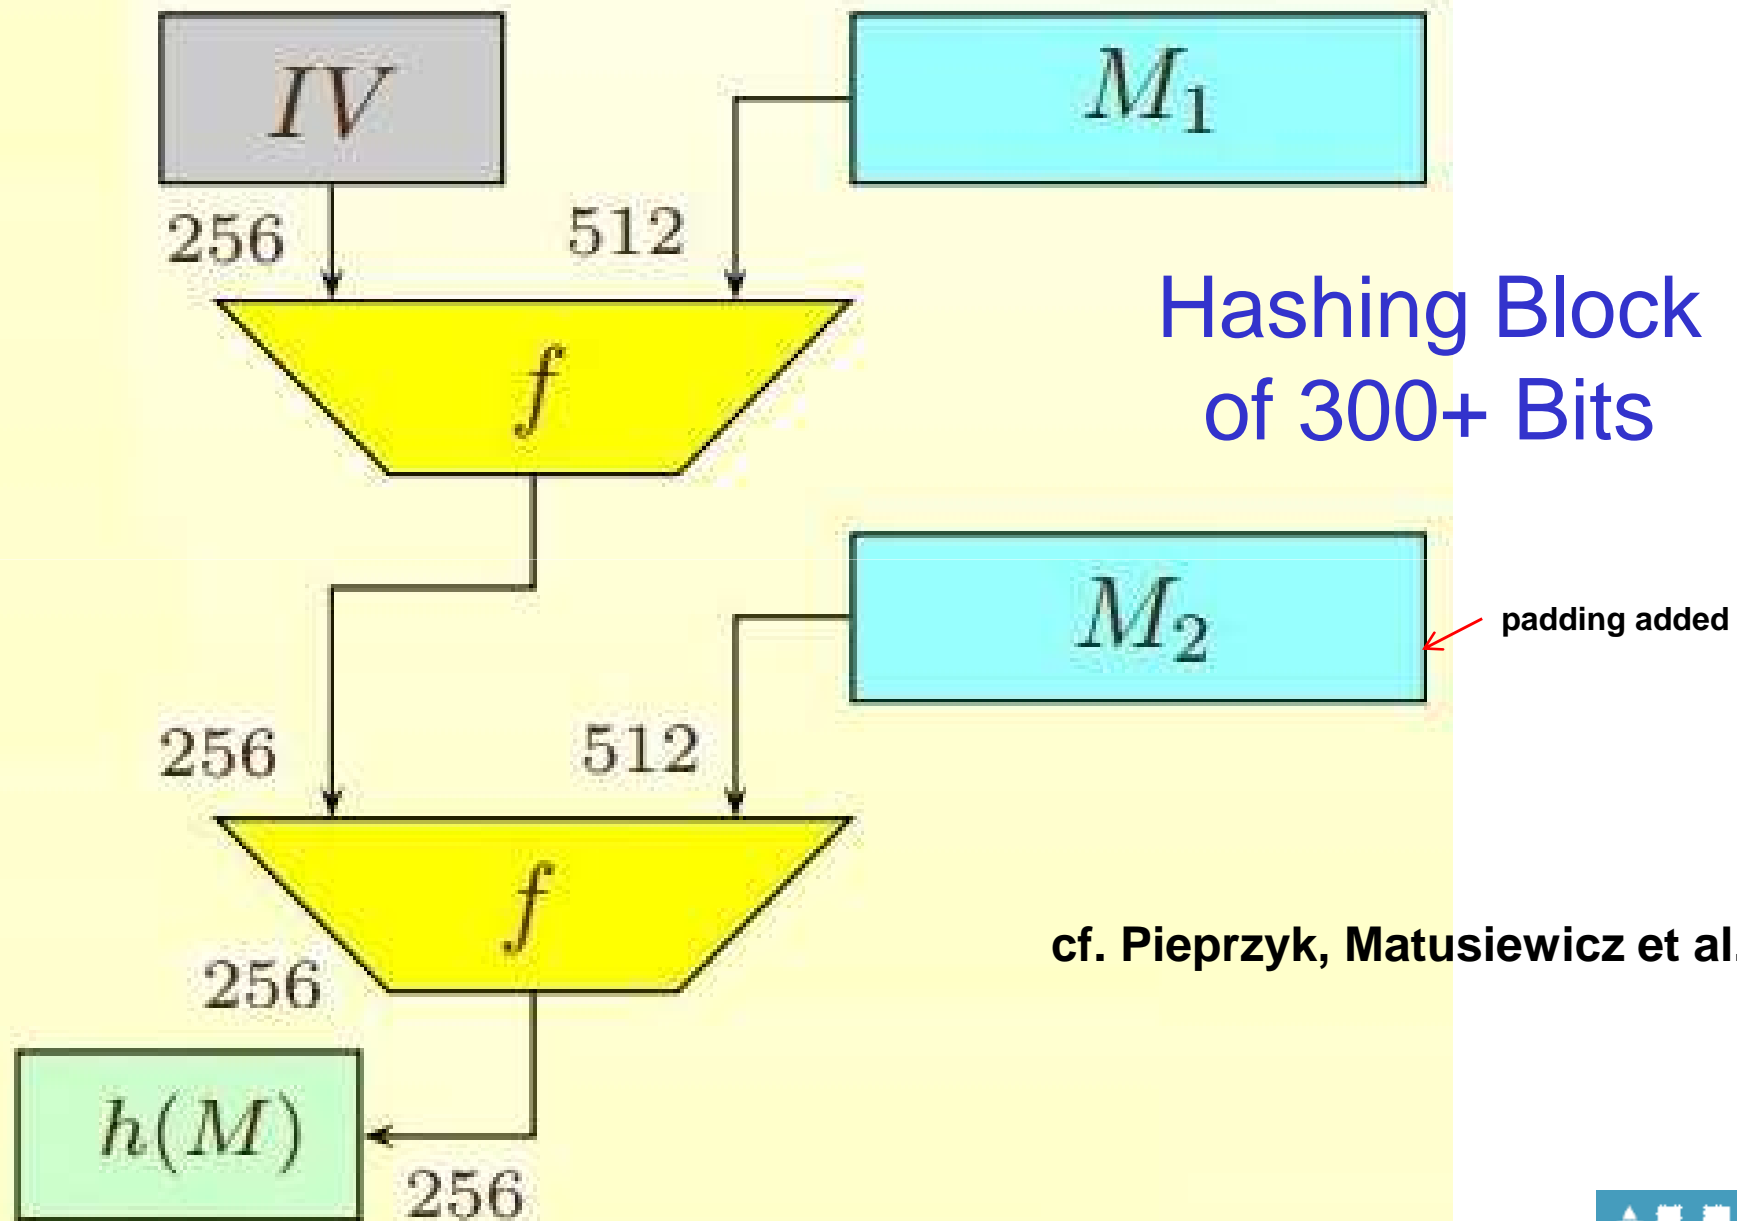 IV
M1
256
512
f
Hashing Block
of 300+ Bits
M2
padding added
256
512
f
cf. Pieprzyk, Matusiewicz et al.
256
h(M)
256